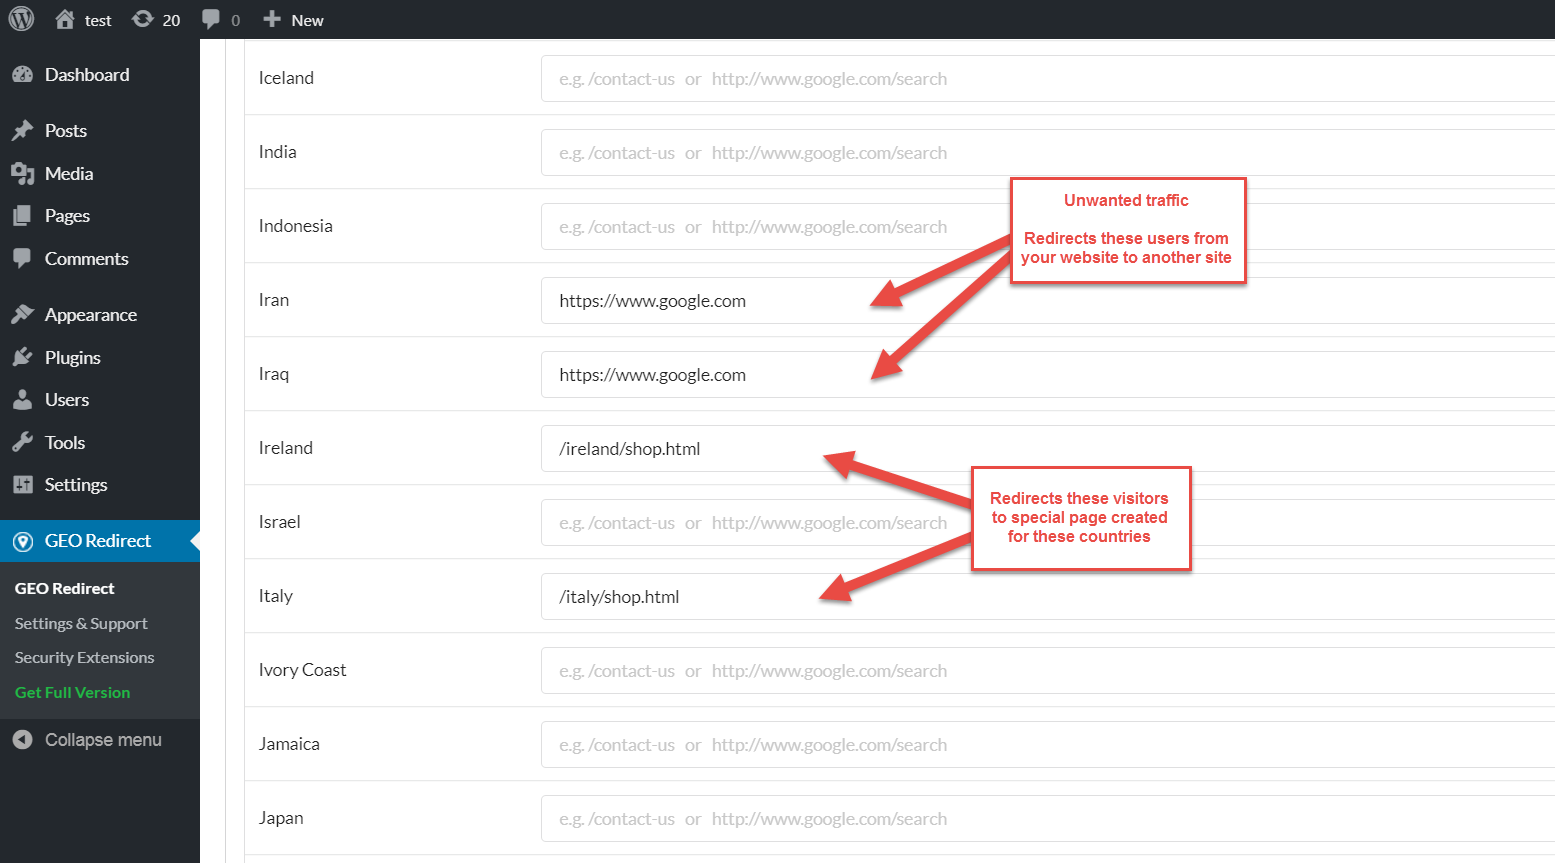 test 20 0 New
Dashboard
Posts
Media
Pages
Comments
Appearance
Plugins
Users
Tools
Settings
GEO Redirect
GEO Redirect
Settings & Support
Security Extensions
Get Full Version
Collapse menu
Iceland e.g. /contact-us or http://www.google.com/search
India e.g. /contact-us or http://www.google.com/search
Indonesia e.g. /contact-us or http://www.google.com/search
Iran https://www.google.com
Iraq https://www.google.com
Ireland /ireland/shop.html
Israel e.g. /contact-us or http://www.google.com/search
Italy /italy/shop.html
Ivory Coast e.g. /contact-us or http://www.google.com/search
Jamaica e.g. /contact-us or http://www.google.com/search
Japan e.g. /contact-us or http://www.google.com/search
Unwanted traffic
Redirects these users from
your website to another site
Redirects these visitors
to special page created
for these countries